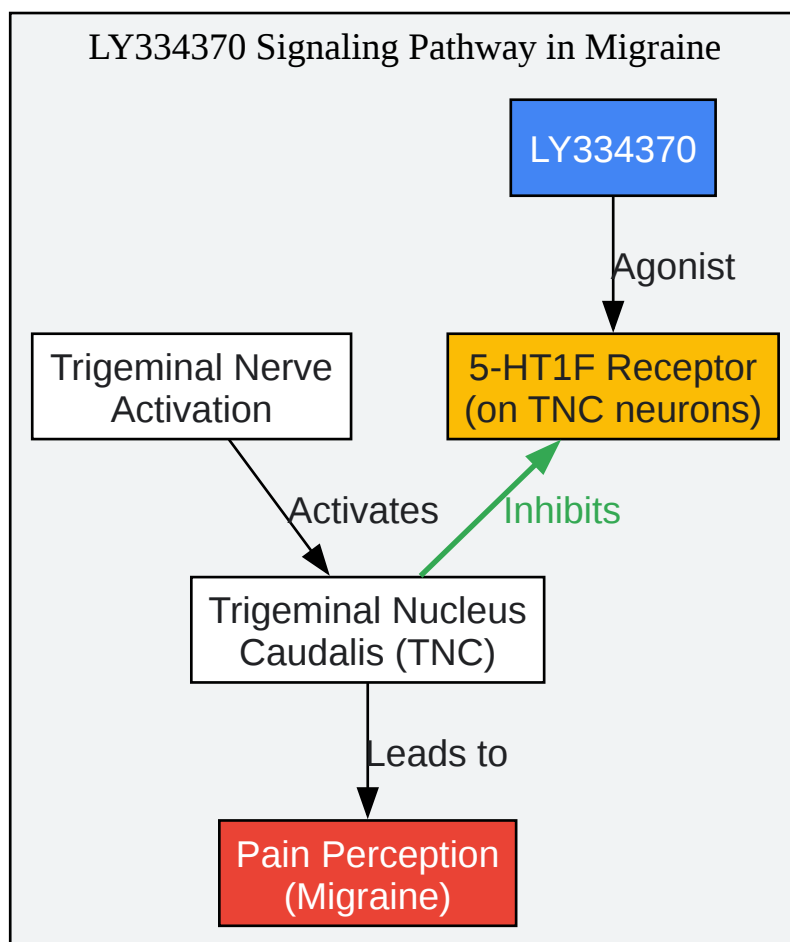 LY334370 Signaling Pathway in Migraine
LY334370
Agonist
Trigeminal Nerve
Activation
5-HT1F Receptor
(on TNC neurons)
Activates
Inhibits
Trigeminal Nucleus
Caudalis (TNC)
Leads to
Pain Perception
(Migraine)